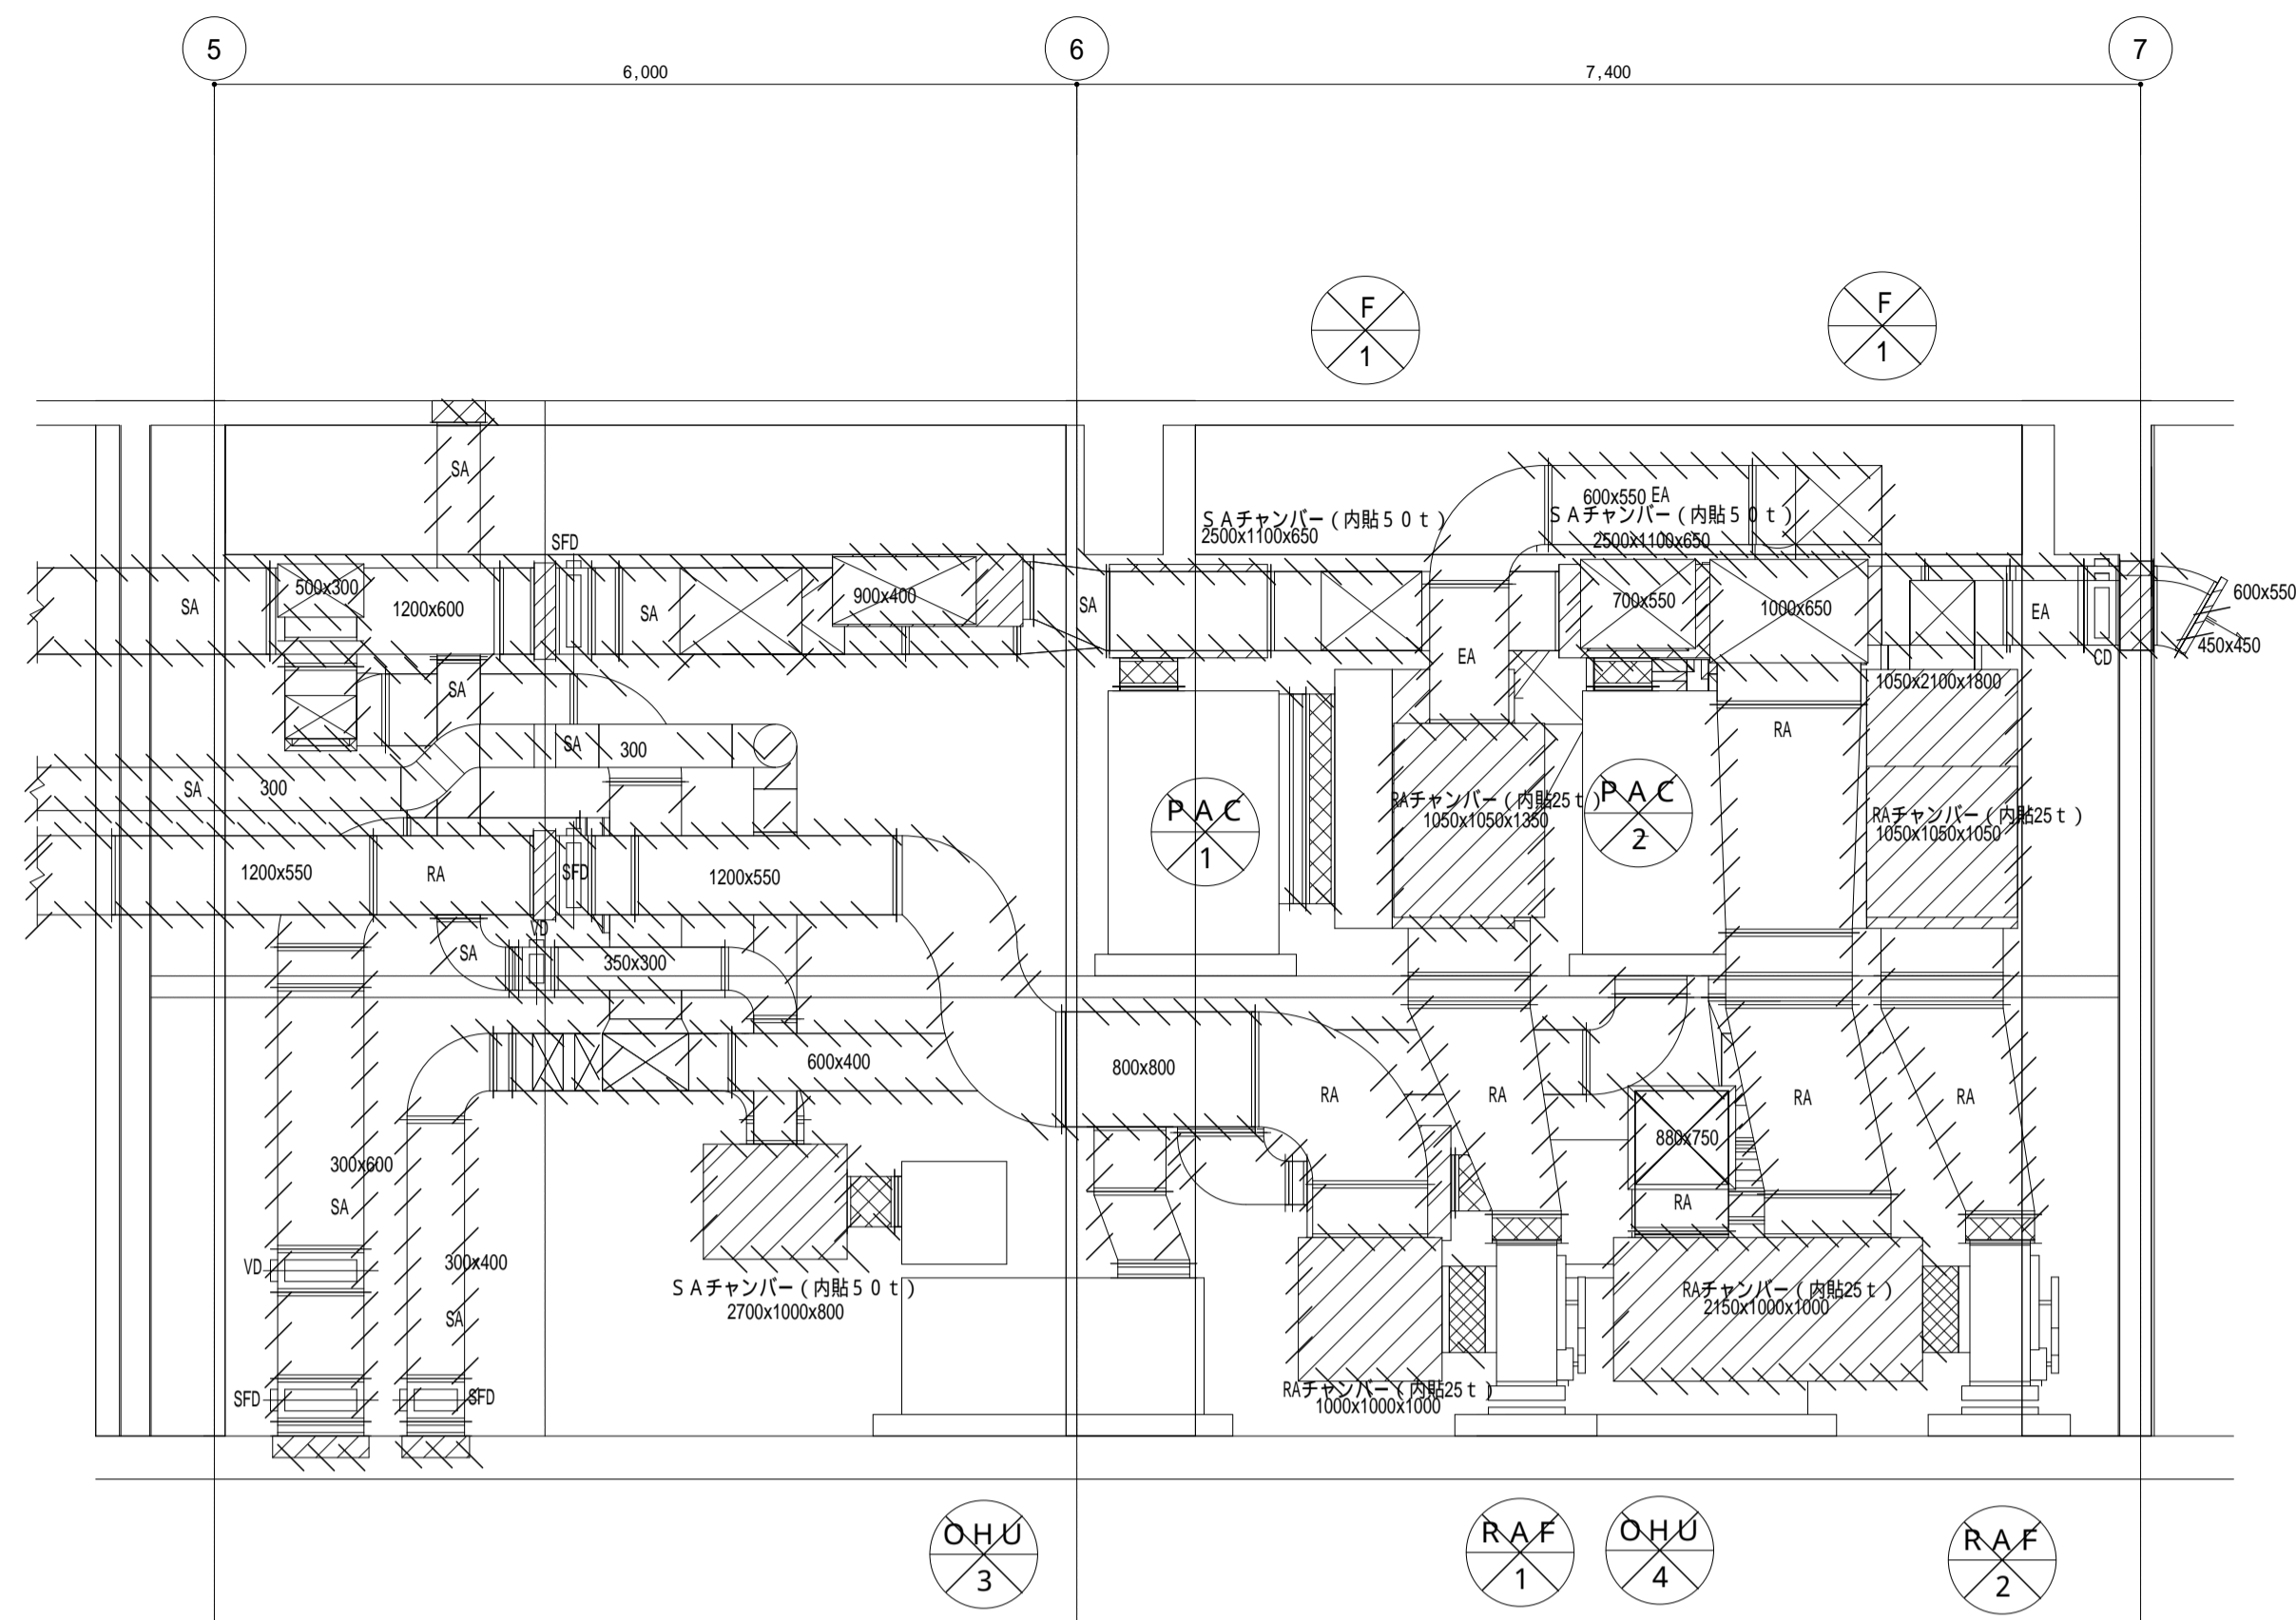 5
6
7
6,000
7,400
F
1
F
1
SA
600x550 EA
ＳＡチャンバー（内貼５０ｔ）
2500x1100x650
ＳＡチャンバー（内貼５０ｔ）
2500x1100x650
SFD
500x300
SA
1200x600
SA
900x400
SA
700x550
1000x650
EA
600x550
450x450
CD
EA
1050x2100x1800
SA
SA
300
RA
SA
300
PAC
1
RAチャンバー（内貼25ｔ）
1050x1050x1350
PAC
2
RAチャンバー（内貼25ｔ）
1050x1050x1050
1200x550
RA
SFD
1200x550
VD
SA
350x300
600x400
800x800
RA
RA
RA
RA
880x750
300x600
SA
RA
VD
300x400
SA
ＳＡチャンバー（内貼５０ｔ）
2700x1000x800
RAチャンバー（内貼25ｔ）
2150x1000x1000
SFD
SFD
RAチャンバー（内貼25ｔ）
1000x1000x1000
OHU
3
RAF
1
OHU
4
RAF
2